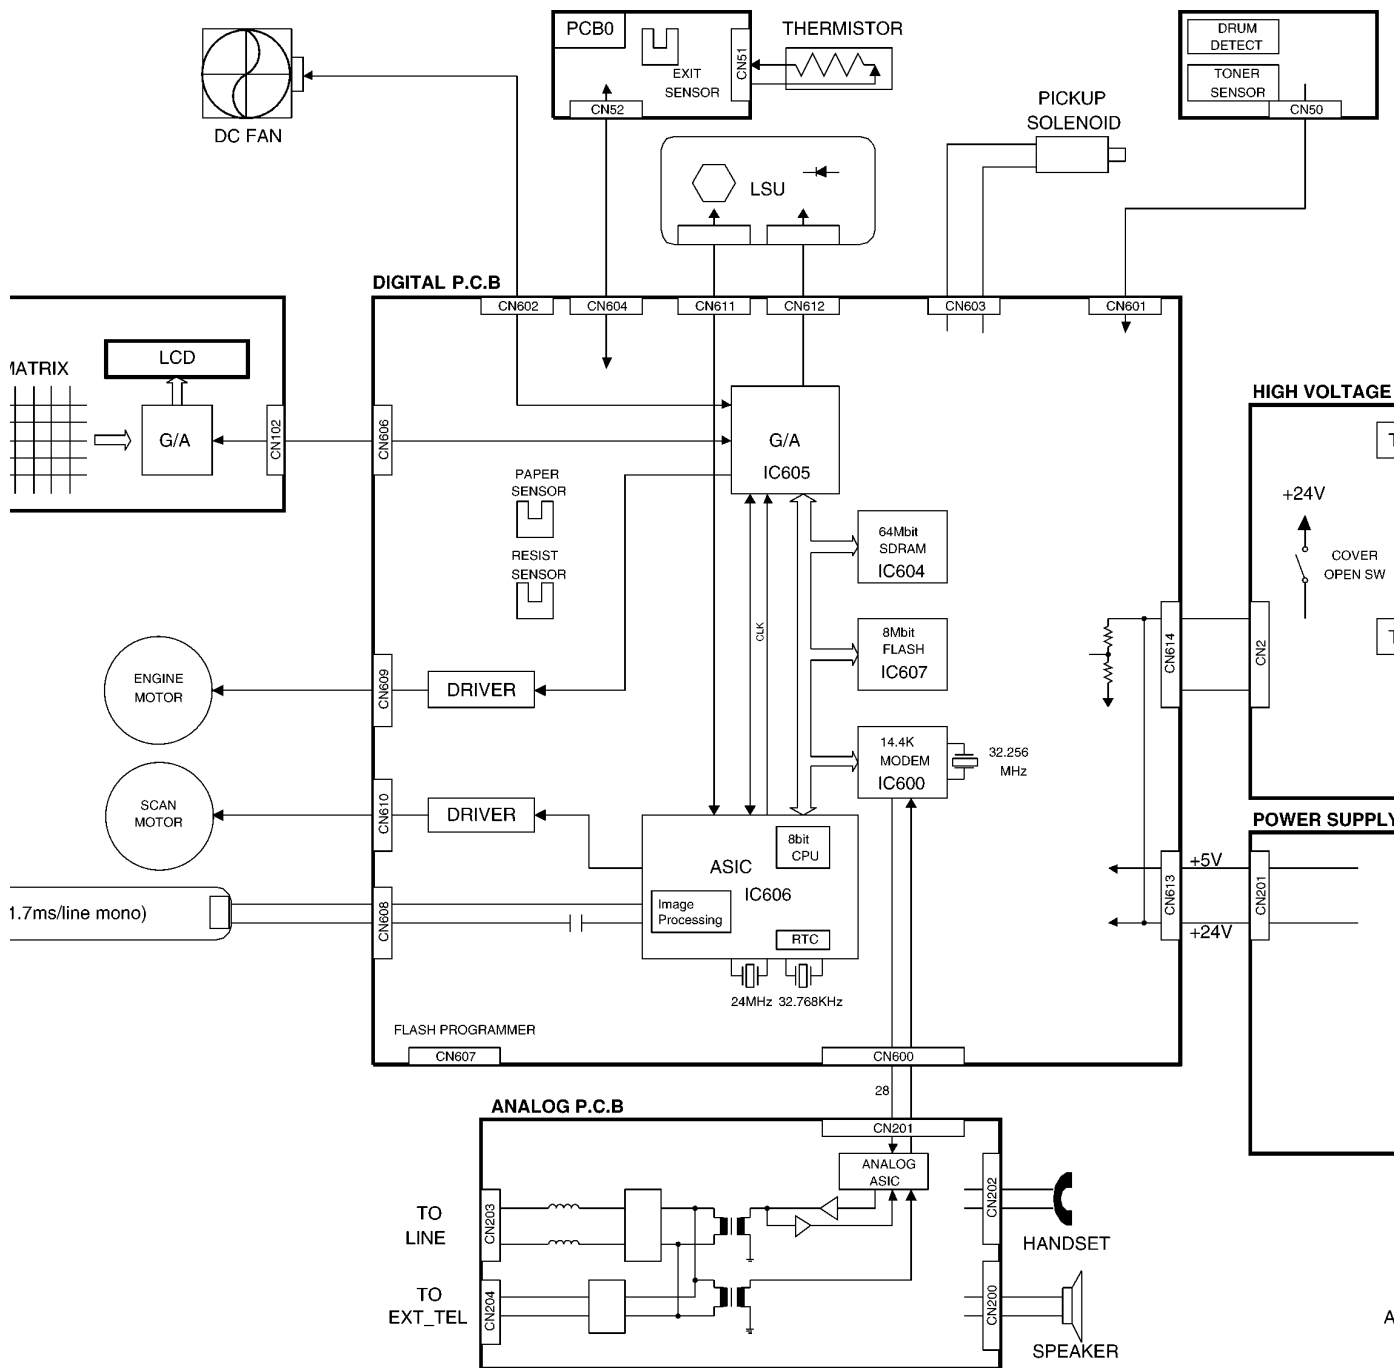 PCB0
THERMISTOR
DRUM
DETECT
EXIT
SENSOR
CN51
TONER
SENSOR
PICKUP
SOLENOID
CN52
CN50
DC FAN
LSU
DIGITAL P.C.B
CN602
CN604
CN611
CN612
CN603
CN601
LCD
MATRIX
HIGH VOLTAGE
G/A
CN102
CN606
G/A
IC605
PAPER
SENSOR
+24V
64Mbit
SDRAM
IC604
RESIST
SENSOR
COVER
OPEN SW
CLK
8Mbit
FLASH
IC607
CN614
CN2
ENGINE
MOTOR
CN609
DRIVER
14.4K
MODEM
IC600
32.256
MHz
SCAN
MOTOR
CN610
DRIVER
POWER SUPPLY
8bit
CPU
ASIC
IC606
+5V
CN613
CN201
1.7ms/line mono)
CN608
Image
Processing
RTC
+24V
24MHz
32.768KHz
FLASH PROGRAMMER
CN607
CN600
28
ANALOG P.C.B
CN201
ANALOG
ASIC
CN202
TO
LINE
CN203
HANDSET
TO
EXT_TEL
CN204
CN200
SPEAKER
A